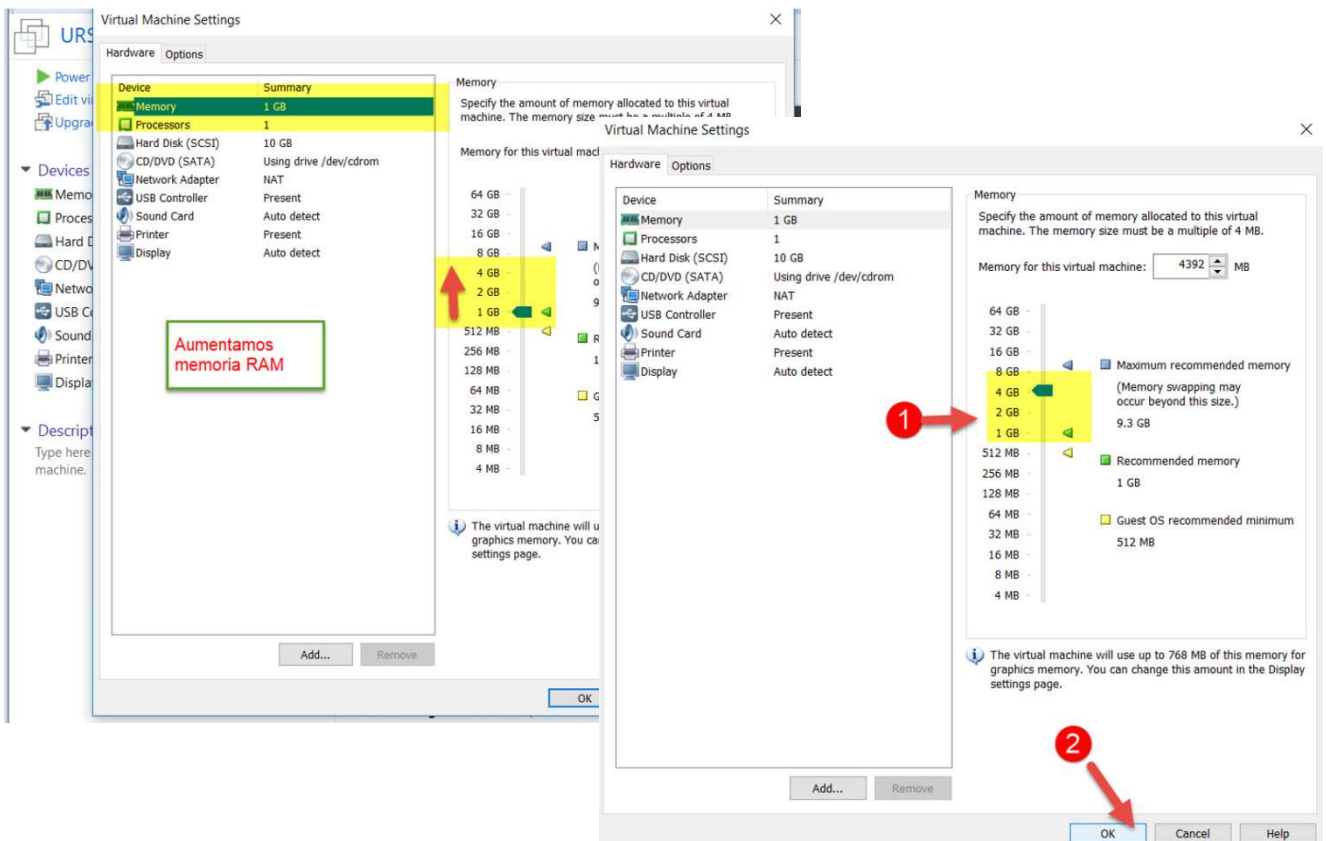 URS
Power
Edit vi
Upgra
Devices
Memo
Proces
Hard D
CD/DV
Netwo
USB Co
Sound
Printer
Displa
Descript
Type here
machine.
Virtual Machine Settings
Hardware Options
Device Summary
Memory 1 GB
Processors 1
Hard Disk (SCSI) 10 GB
CD/DVD (SATA) Using drive /dev/cdrom
Network Adapter NAT
USB Controller Present
Sound Card Auto detect
Printer Present
Display Auto detect
Aumentamos
memoria RAM
Add... Remove
Memory
Specify the amount of memory allocated to this virtual
machine. The memory size must be a multiple of 4 MB.
Memory for this virtual mach
64 GB
32 GB
16 GB
8 GB
4 GB
2 GB
1 GB
512 MB
256 MB
128 MB
64 MB
32 MB
16 MB
8 MB
4 MB
The virtual machine will u
graphics memory. You ca
settings page.
OK
Virtual Machine Settings
Hardware Options
Device Summary
Memory 1 GB
Processors 1
Hard Disk (SCSI) 10 GB
CD/DVD (SATA) Using drive /dev/cdrom
Network Adapter NAT
USB Controller Present
Sound Card Auto detect
Printer Present
Display Auto detect
Add... Remove
Memory
Specify the amount of memory allocated to this virtual
machine. The memory size must be a multiple of 4 MB.
Memory for this virtual machine: 4392 MB
64 GB
32 GB
16 GB
8 GB
4 GB
2 GB
1 GB
512 MB
256 MB
128 MB
64 MB
32 MB
16 MB
8 MB
4 MB
Maximum recommended memory
(Memory swapping may
occur beyond this size.)
9.3 GB
Recommended memory
1 GB
Guest OS recommended minimum
512 MB
The virtual machine will use up to 768 MB of this memory for
graphics memory. You can change this amount in the Display
settings page.
1
2
OK Cancel Help